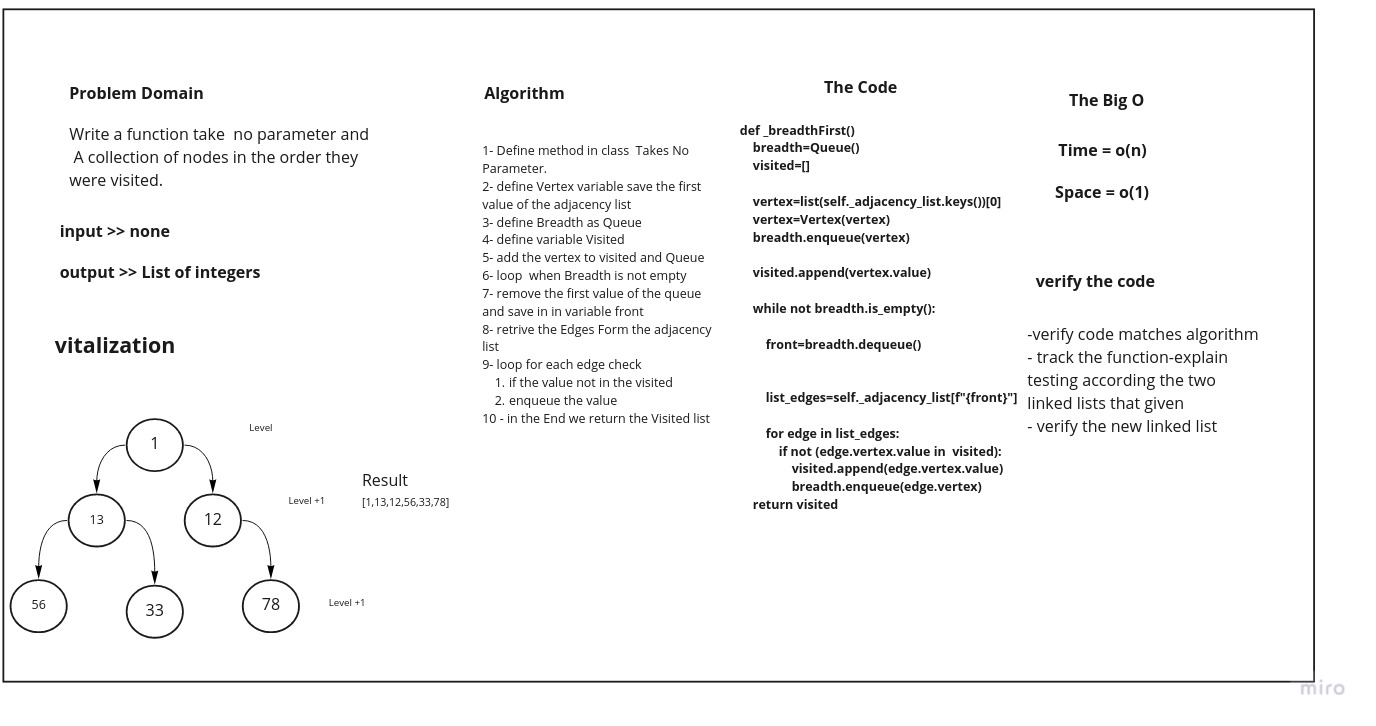 Problem Domain
Write a function take  no parameter and
A collection of nodes in the order they
were visited.
input >> none
output >> List of integers
vitalization
1
Level
13
12
Level +1
56
33
78
Level +1
Result
[1,13,12,56,33,78]
Algorithm
1- Define method in class  Takes No
Parameter.
2- define Vertex variable save the first
value of the adjacency list
3- define Breadth as Queue
4- define variable Visited
5- add the vertex to visited and Queue
6- loop  when Breadth is not empty
7- remove the first value of the queue
and save in in variable front
8- retrive the Edges Form the adjacency
list
9- loop for each edge check
1. if the value not in the visited
2. enqueue the value
10 - in the End we return the Visited list
The Code
def _breadthFirst()
breadth=Queue()
visited=[]
vertex=list(self._adjacency_list.keys())[0]
vertex=Vertex(vertex)
breadth.enqueue(vertex)
visited.append(vertex.value)
while not breadth.is_empty():
front=breadth.dequeue()
list_edges=self._adjacency_list[f"{front}"]
for edge in list_edges:
if not (edge.vertex.value in  visited):
visited.append(edge.vertex.value)
breadth.enqueue(edge.vertex)
return visited
The Big O
Time = o(n)
Space = o(1)
verify the code
-verify code matches algorithm
- track the function-explain
testing according the two
linked lists that given
- verify the new linked list
miro